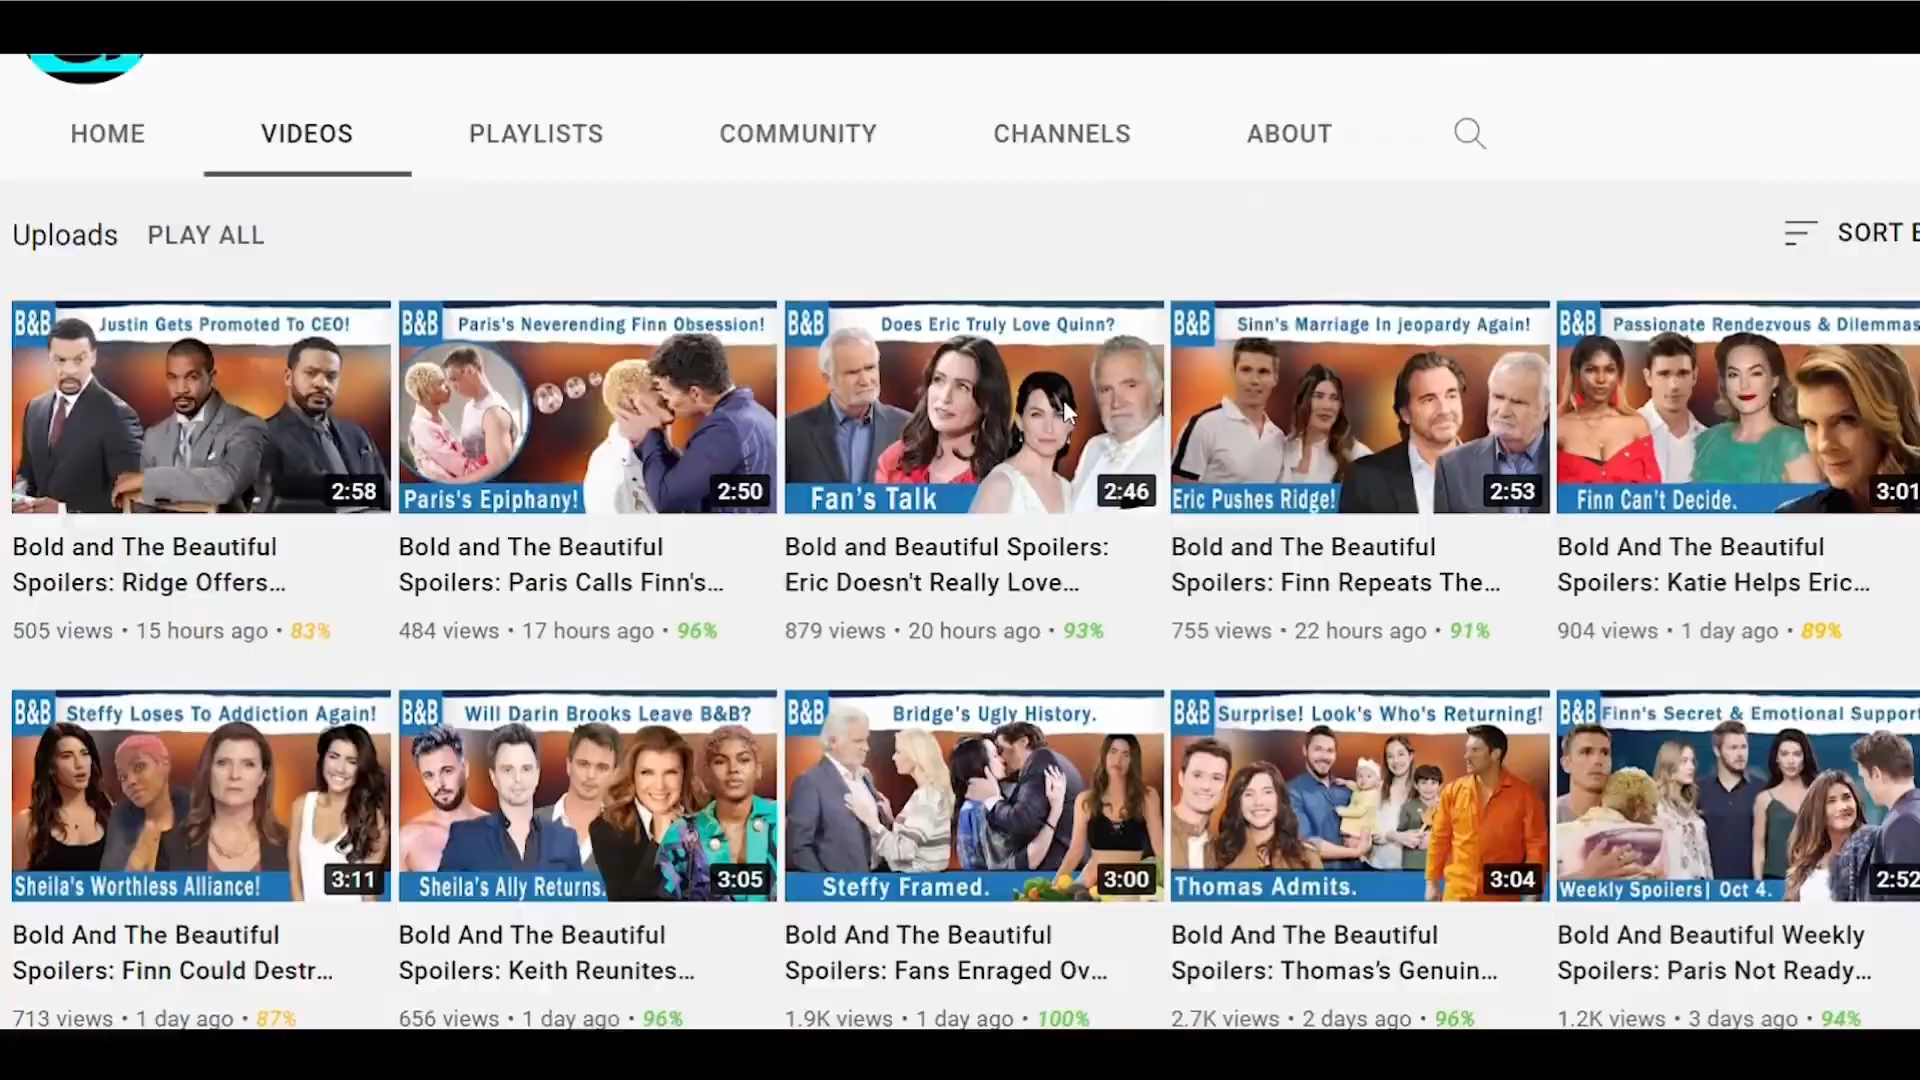 HOME VIDEOS PLAYLISTS COMMUNITY CHANNELS ABOUT
Uploads PLAY ALL
SORT B
B&B Justin Gets Promoted To CEO!
2:58
Bold and The Beautiful
Spoilers: Ridge Offers...
505 views • 15 hours ago • 83%
B&B Paris's Neverending Finn Obsession!
Paris's Epiphany!
2:50
Bold and The Beautiful
Spoilers: Paris Calls Finn's...
484 views • 17 hours ago • 96%
B&B Does Eric Truly Love Quinn?
Fan's Talk
2:46
Bold and Beautiful Spoilers:
Eric Doesn't Really Love...
879 views • 20 hours ago • 93%
B&B Sinn's Marriage In jeopardy Again!
Eric Pushes Ridge!
2:53
Bold and The Beautiful
Spoilers: Finn Repeats The...
755 views • 22 hours ago • 91%
B&B Passionate Rendezvous & Dilemmas
Finn Can't Decide.
3:01
Bold And The Beautiful
Spoilers: Katie Helps Eric...
904 views • 1 day ago • 89%
B&B Steffy Loses To Addiction Again!
Sheila's Worthless Alliance!
3:11
Bold And The Beautiful
Spoilers: Finn Could Destr...
713 views • 1 day ago • 87%
B&B Will Darin Brooks Leave B&B?
Sheila's Ally Returns.
3:05
Bold And The Beautiful
Spoilers: Keith Reunites...
656 views • 1 day ago • 96%
B&B Bridge's Ugly History.
Steffy Framed.
3:00
Bold And The Beautiful
Spoilers: Fans Enraged Ov...
1.9K views • 1 day ago • 100%
B&B Surprise! Look's Who's Returning!
Thomas Admits.
3:04
Bold And The Beautiful
Spoilers: Thomas's Genuin...
2.7K views • 2 days ago • 96%
B&B Finn's Secret & Emotional Support
Weekly Spoilers| Oct 4.
2:52
Bold And Beautiful Weekly
Spoilers: Paris Not Ready...
1.2K views • 3 days ago • 94%